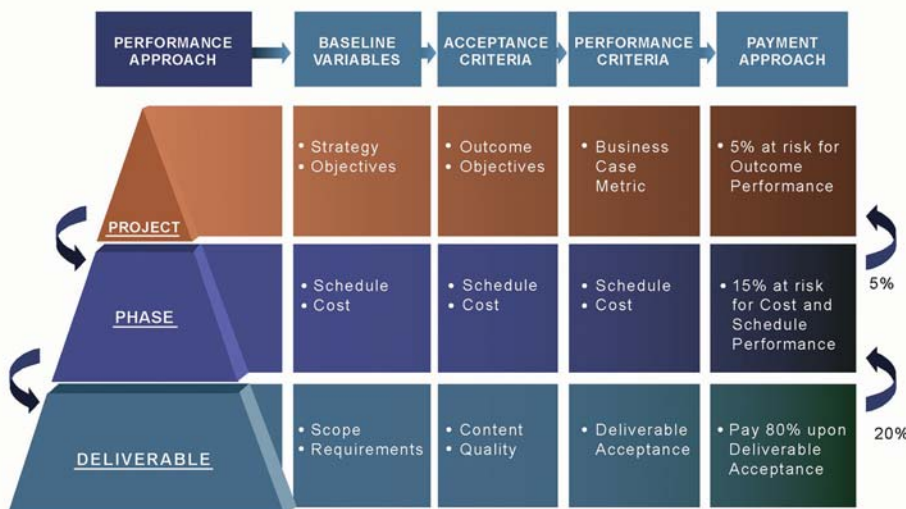 PERFORMANCE
APPROACH
BASELINE
VARIABLES
ACCEPTANCE
CRITERIA
PERFORMANCE
CRITERIA
PAYMENT
APPROACH
PROJECT
• Strategy
• Objectives
• Outcome
• Objectives
• Business
Case
Metric
• 5% at risk for
Outcome
Performance
5%
PHASE
• Schedule
• Cost
• Schedule
• Cost
• Schedule
• Cost
• 15% at risk
for Cost and
Schedule
Performance
20%
DELIVERABLE
• Scope
• Requirements
• Content
• Quality
• Deliverable
Acceptance
• Pay 80% upon
Deliverable
Acceptance